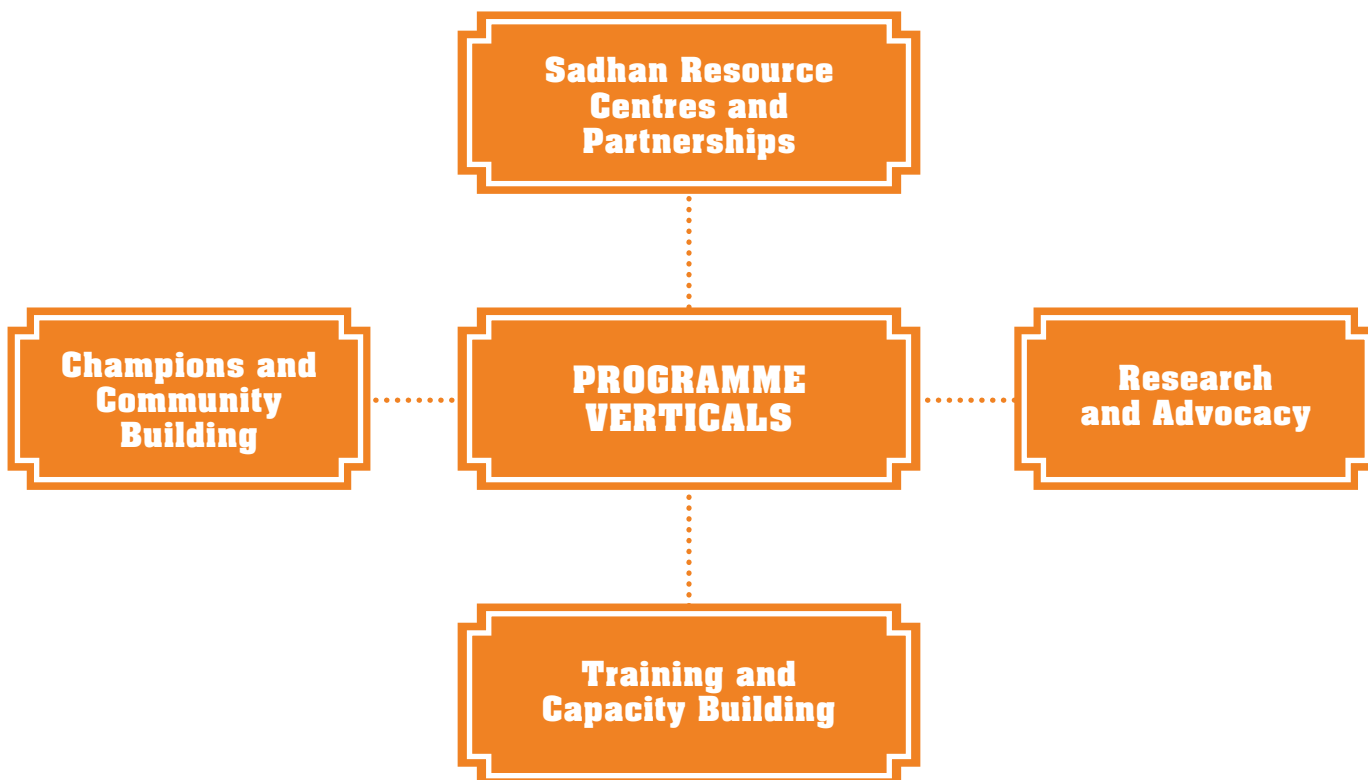 Sadhan Resource
Centres and
Partnerships
Champions and
Community
Building
PROGRAMME
VERTICALS
Research
and Advocacy
Training and
Capacity Building